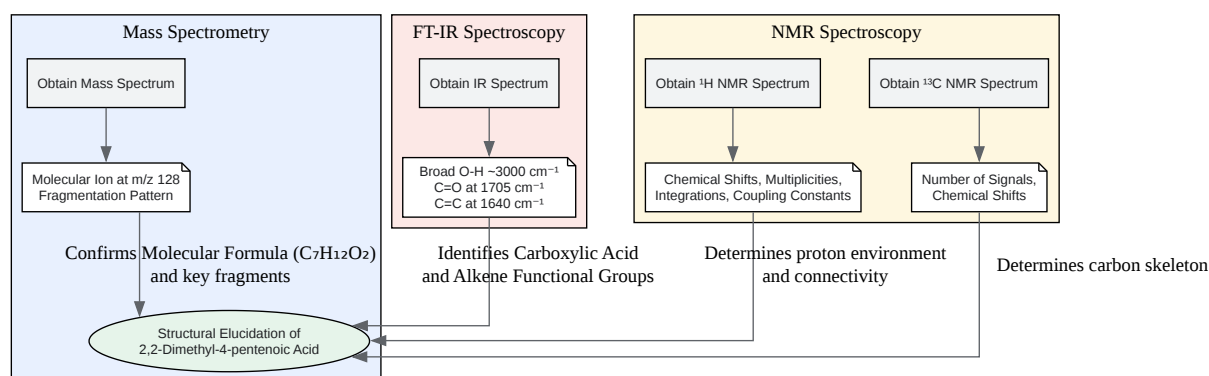 Mass Spectrometry
Obtain Mass Spectrum
Molecular Ion at m/z 128
Fragmentation Pattern
Confirms Molecular Formula (C₇H₁₂O₂)
and key fragments
FT-IR Spectroscopy
Obtain IR Spectrum
Broad O-H ~3000 cm⁻¹
C=O at 1705 cm⁻¹
C=C at 1640 cm⁻¹
Identifies Carboxylic Acid
and Alkene Functional Groups
NMR Spectroscopy
Obtain ¹H NMR Spectrum
Chemical Shifts, Multiplicities,
Integrations, Coupling Constants
Determines proton environment
and connectivity
Obtain ¹³C NMR Spectrum
Number of Signals,
Chemical Shifts
Determines carbon skeleton
Structural Elucidation of
2,2-Dimethyl-4-pentenoic Acid